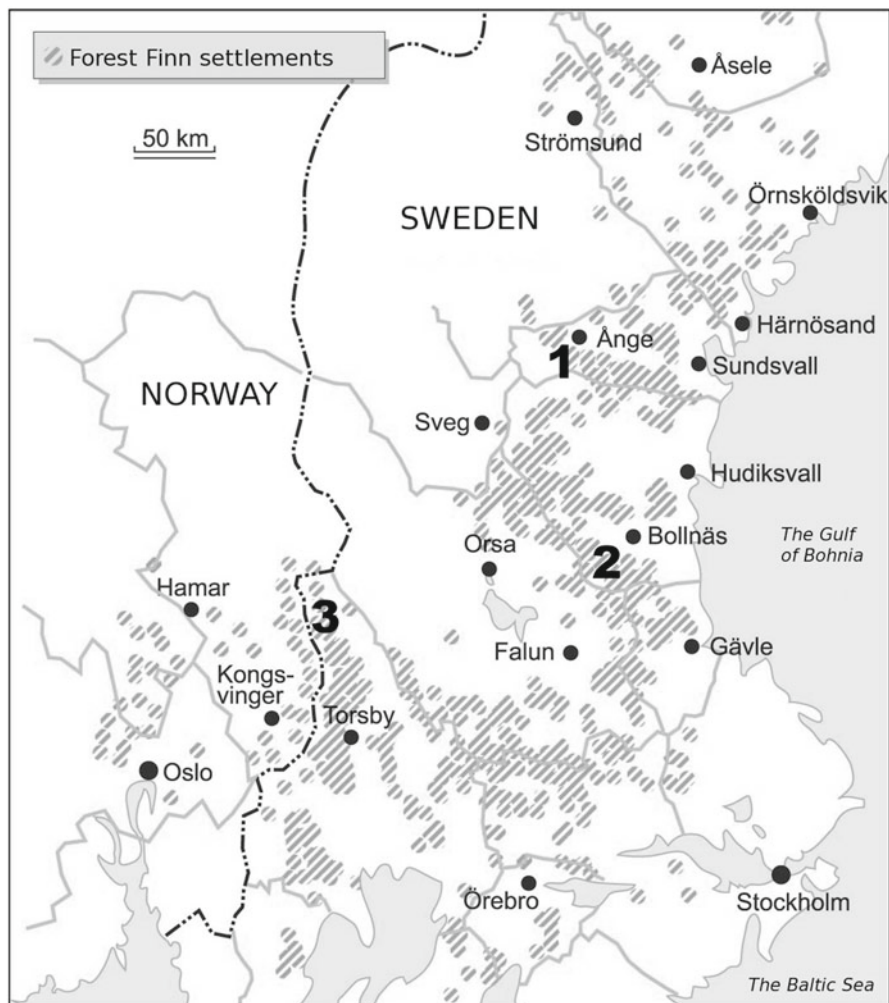 Forest Finn settlements
Åsele
50 km
Strömsund
Örnsköldsvik
SWEDEN
Härnösand
Ånge
1
Sundsvall
NORWAY
Sveg
Hudiksvall
Bollnäs
The Gulf
of Bohnia
Orsa
2
Hamar
3
Falun
Gävle
Kongs-
vinger
Torsby
Oslo
Örebro
Stockholm
The Baltic Sea